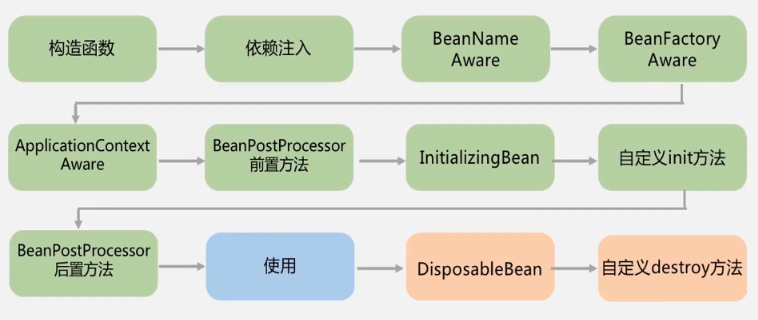 构造函数
依赖注入
BeanName
Aware
BeanFactory
Aware
ApplicationContext
Aware
BeanPostProcessor
前置方法
InitializingBean
自定义init方法
BeanPostProcessor
后置方法
使用
DisposableBean
自定义destroy方法